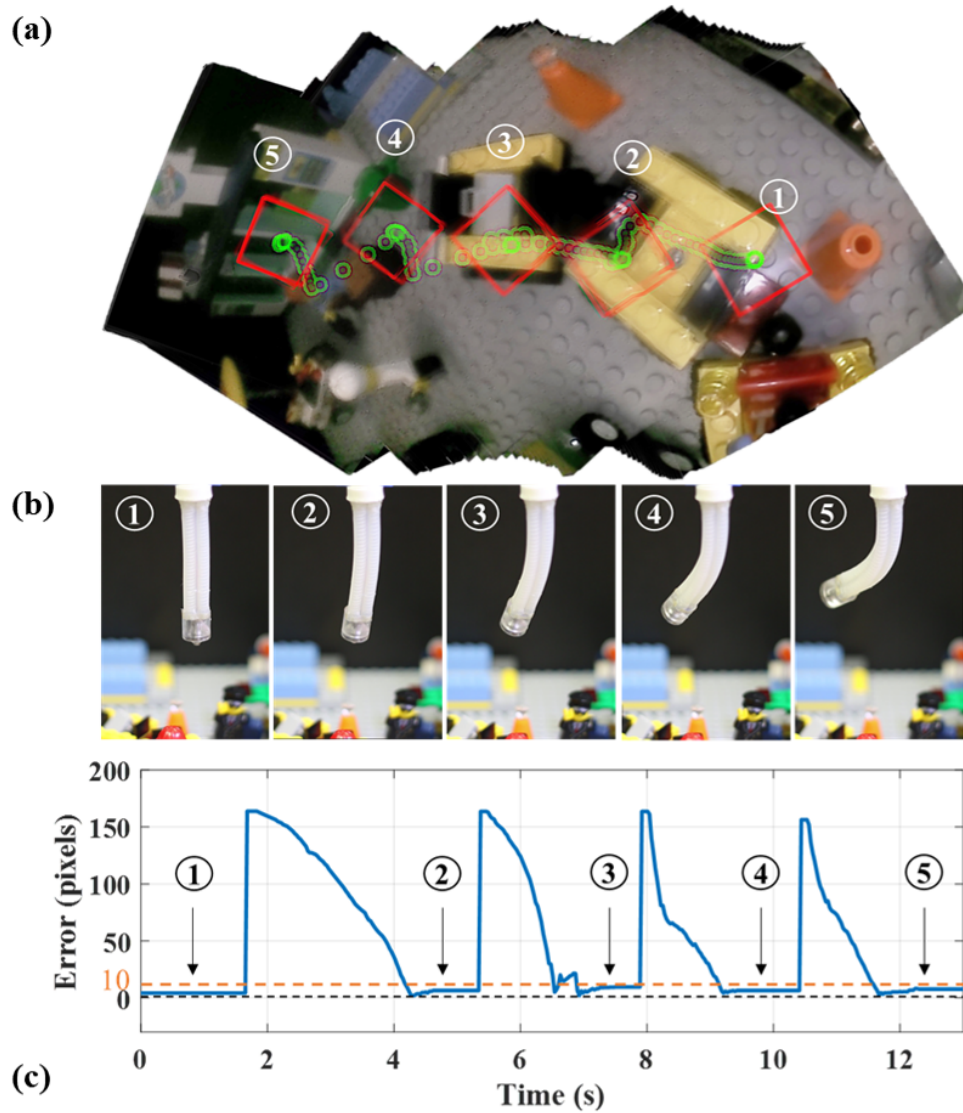 (a)
⑤ ④ ③ ② ①
(b)
① ② ③ ④ ⑤
200
150
100
50
10
0
Error (pixels)
① ② ③ ④ ⑤
0 2 4 6 8 10 12
Time (s)
(c)